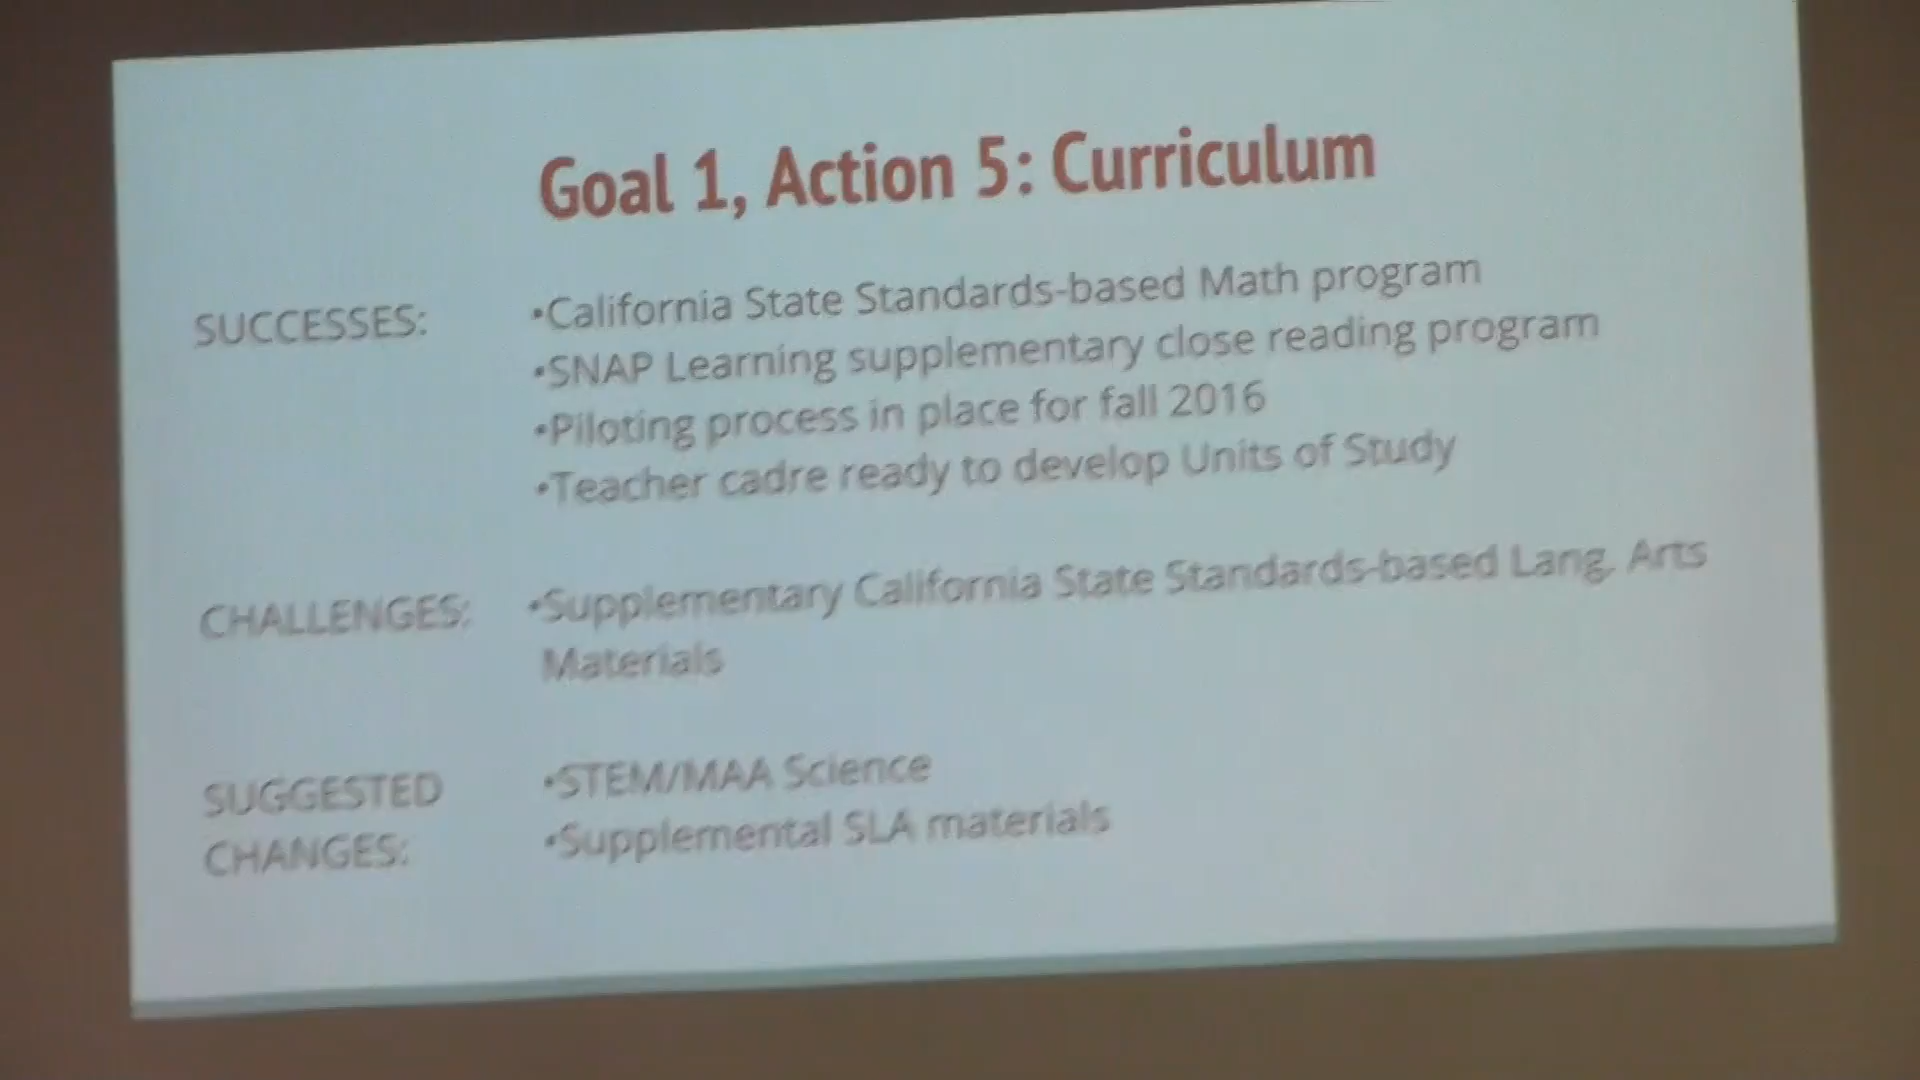 Goal 1, Action 5: Curriculum
SUCCESSES:
•California State Standards-based Math program
•SNAP Learning supplementary close reading program
•Piloting process in place for fall 2016
•Teacher cadre ready to develop Units of Study
CHALLENGES:
•Supplementary California State Standards-based Lang. Arts
Materials
SUGGESTED
CHANGES:
•STEM/MAA Science
•Supplemental SLA materials